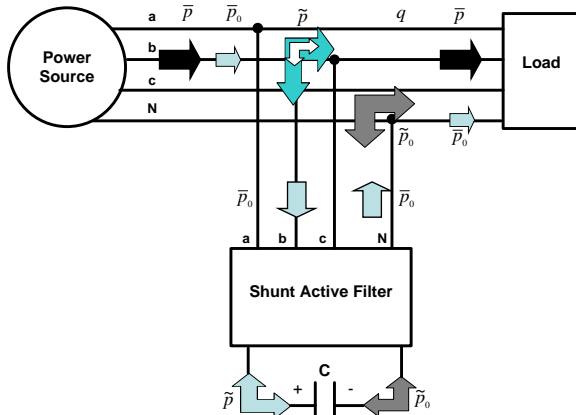 a p̅ p̅₀ p̃ q p̅
Power Source
b
Load
c
N
p̃₀ p̅₀
p̅₀ p̅₀
a b c N
Shunt Active Filter
C
+ -
p̃ p̃₀